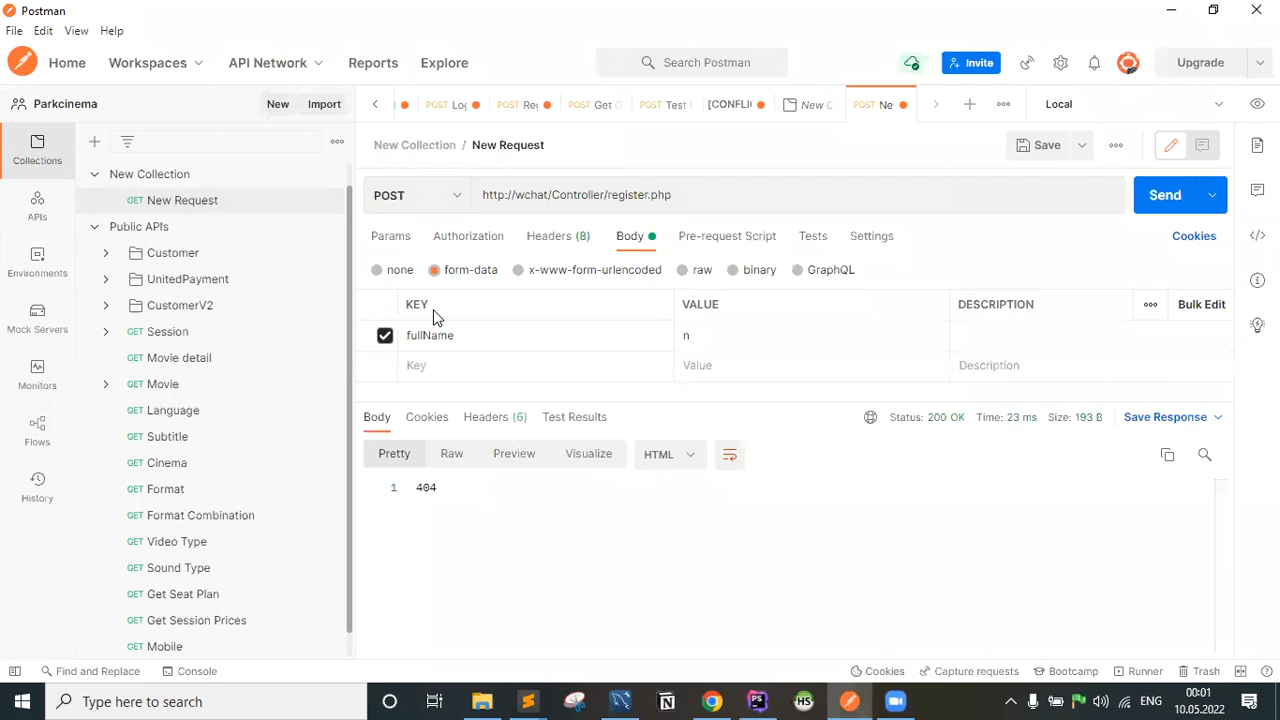 Postman
File Edit View Help
Home Workspaces API Network Reports Explore Search Postman Invite Upgrade
Parkcinema New Import POST Lo POST Re POST Get POST Test [CONFLI New C POST Ne Local
Collections
APIs
Environments
Mock Servers
Monitors
Flows
History
New Collection
GET New Request
Public APIs
Customer
UnitedPayment
CustomerV2
GET Session
GET Movie detail
GET Movie
GET Language
GET Subtitle
GET Cinema
GET Format
GET Format Combination
GET Video Type
GET Sound Type
GET Get Seat Plan
GET Get Session Prices
GET Mobile
New Collection / New Request Save
POST http://wchat/Controller/register.php Send
Params Authorization Headers (8) Body Pre-request Script Tests Settings Cookies
none form-data x-www-form-urlencoded raw binary GraphQL
KEY VALUE DESCRIPTION Bulk Edit
fullName n
Key Value Description
Body Cookies Headers (6) Test Results Status: 200 OK Time: 23 ms Size: 193 B Save Response
Pretty Raw Preview Visualize HTML
1 404
Find and Replace Console Cookies Capture requests Bootcamp Runner Trash
Type here to search PS HS ENG 00:01
10.05.2022